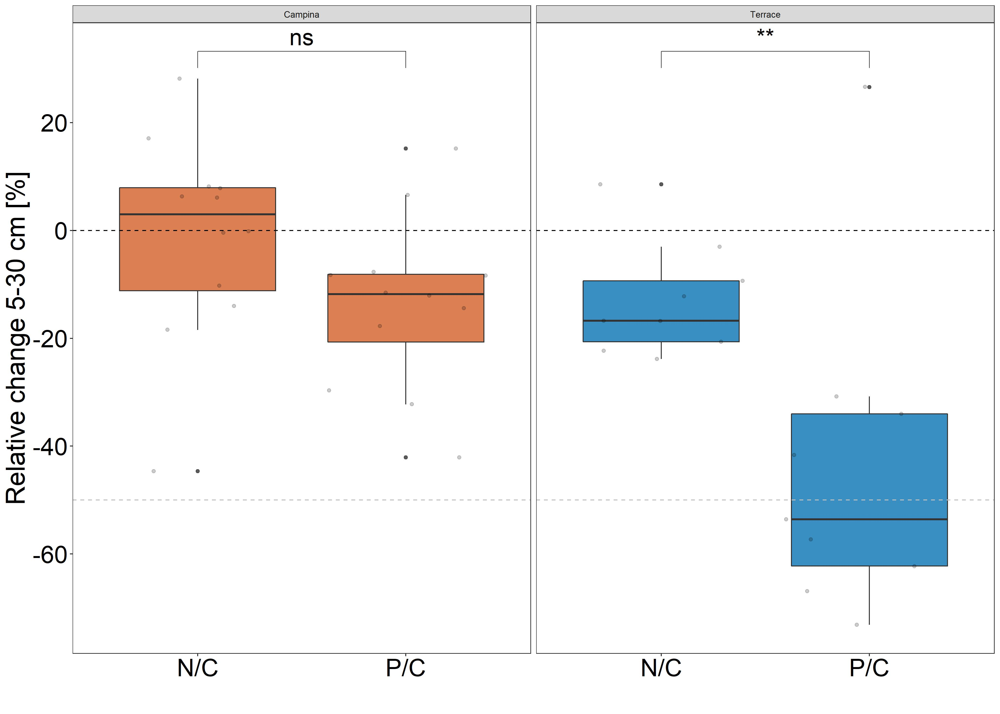 Campina
Terrace
ns
**
Relative change 5-30 cm [%]
20
0
-20
-40
-60
N/C
P/C
N/C
P/C